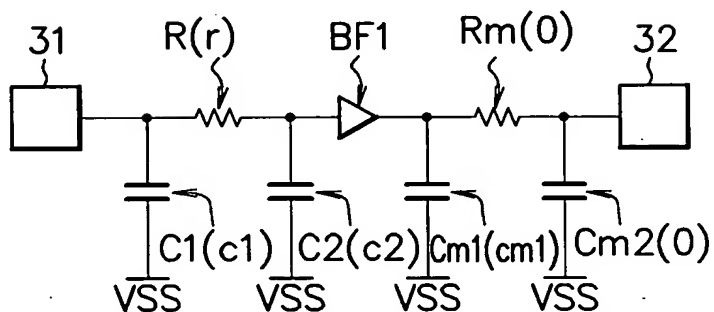 31 R(r) BF1 Rm(0) 32
C1(c1) C2(c2) Cm1(cm1) Cm2(0)
VSS VSS VSS VSS